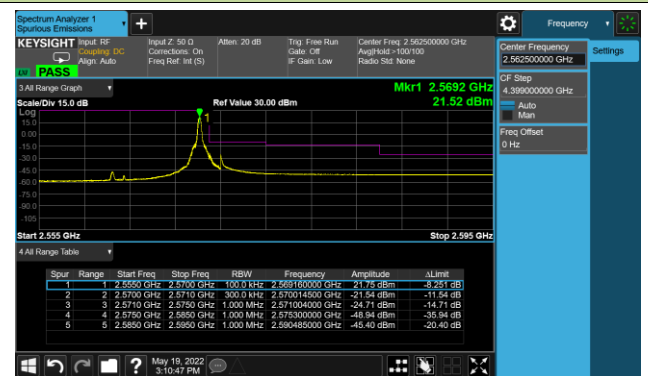 Spectrum Analyzer 1
Spurious Emissions
Frequency
KEYSIGHT
Input: RF
Coupling: DC
Align: Auto
Input Z: 50 Ω
Corrections: On
Freq Ref: Int (S)
Atten: 20 dB
Trig: Free Run
Gate: Off
IF Gain: Low
Center Freq: 2.562500000 GHz
Avg|Hold:>100/100
Radio Std: None
PASS
Center Frequency
2.562500000 GHz
Settings
CF Step
4.399000000 GHz
Auto
Man
Freq Offset
0 Hz
3 All Range Graph
Mkr1 2.5692 GHz
Scale/Div 15.0 dB
Ref Value 30.00 dBm
21.52 dBm
Log
15.0
0.00
-15.0
-30.0
-45.0
-60.0
-75.0
-90.0
-105
1
Start 2.555 GHz
Stop 2.595 GHz
4 All Range Table
Spur Range Start Freq Stop Freq RBW Frequency Amplitude ΔLimit
1 1 2.5550 GHz 2.5700 GHz 100.0 kHz 2.569160000 GHz 21.75 dBm -8.251 dB
2 2 2.5700 GHz 2.5710 GHz 300.0 kHz 2.570014500 GHz -21.54 dBm -11.54 dB
3 3 2.5710 GHz 2.5750 GHz 1.000 MHz 2.571004000 GHz -24.71 dBm -14.71 dB
4 4 2.5750 GHz 2.5850 GHz 1.000 MHz 2.575300000 GHz -48.94 dBm -35.94 dB
5 5 2.5850 GHz 2.5950 GHz 1.000 MHz 2.590485000 GHz -45.40 dBm -20.40 dB
May 19, 2022
3:10:47 PM